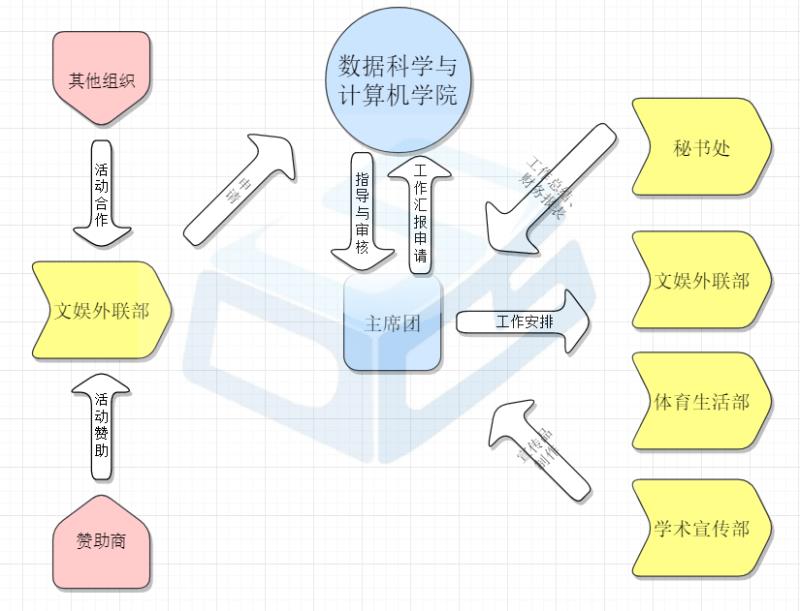 其他组织
活动合作
文娱外联部
活动赞助
赞助商
申请
数据科学与
计算机学院
指导与审核
工作汇报申请
主席团
工作总结、
财务报表
工作安排
宣传品
制作
秘书处
文娱外联部
体育生活部
学术宣传部